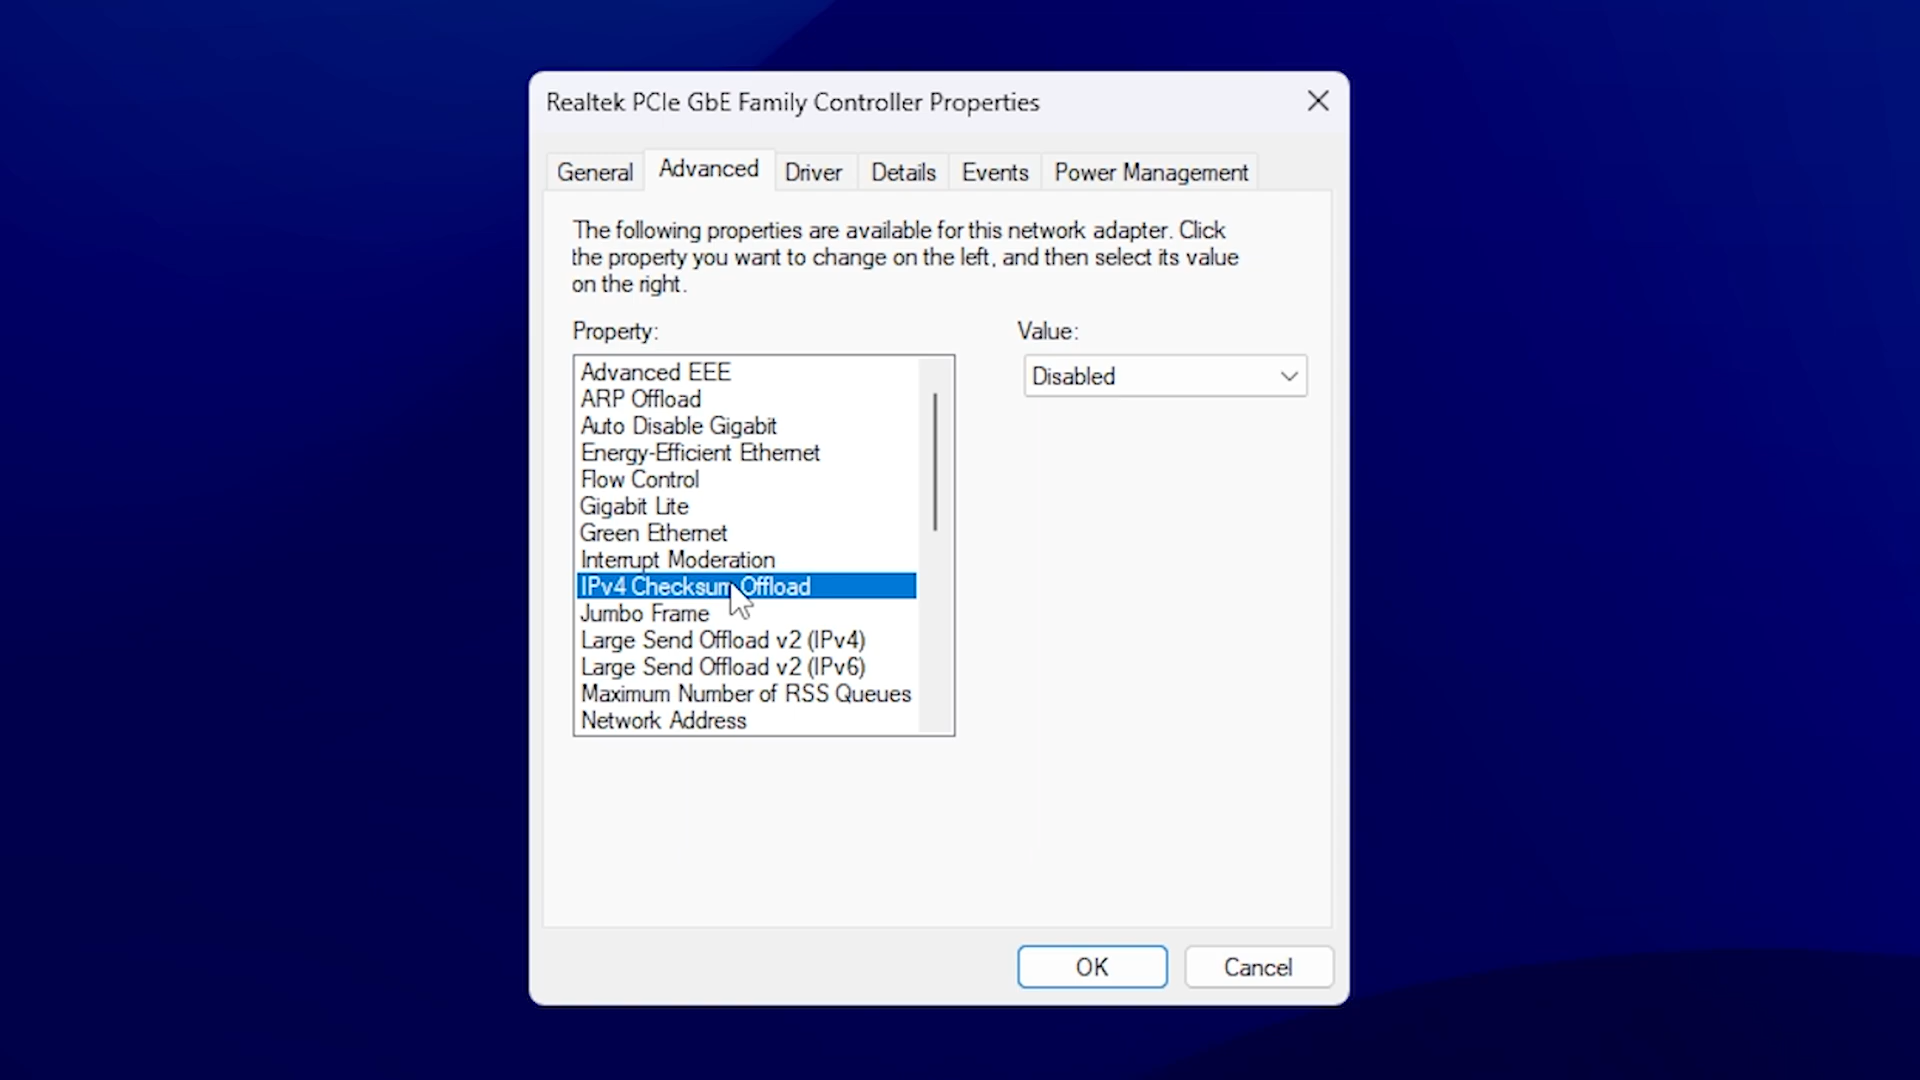 Realtek PCIe GbE Family Controller Properties
General Advanced Driver Details Events Power Management
The following properties are available for this network adapter. Click
the property you want to change on the left, and then select its value
on the right.
Property:
Value:
Advanced EEE
ARP Offload
Auto Disable Gigabit
Energy-Efficient Ethernet
Flow Control
Gigabit Lite
Green Ethernet
Interrupt Moderation
IPv4 Checksum Offload
Jumbo Frame
Large Send Offload v2 (IPv4)
Large Send Offload v2 (IPv6)
Maximum Number of RSS Queues
Network Address
Disabled
OK
Cancel